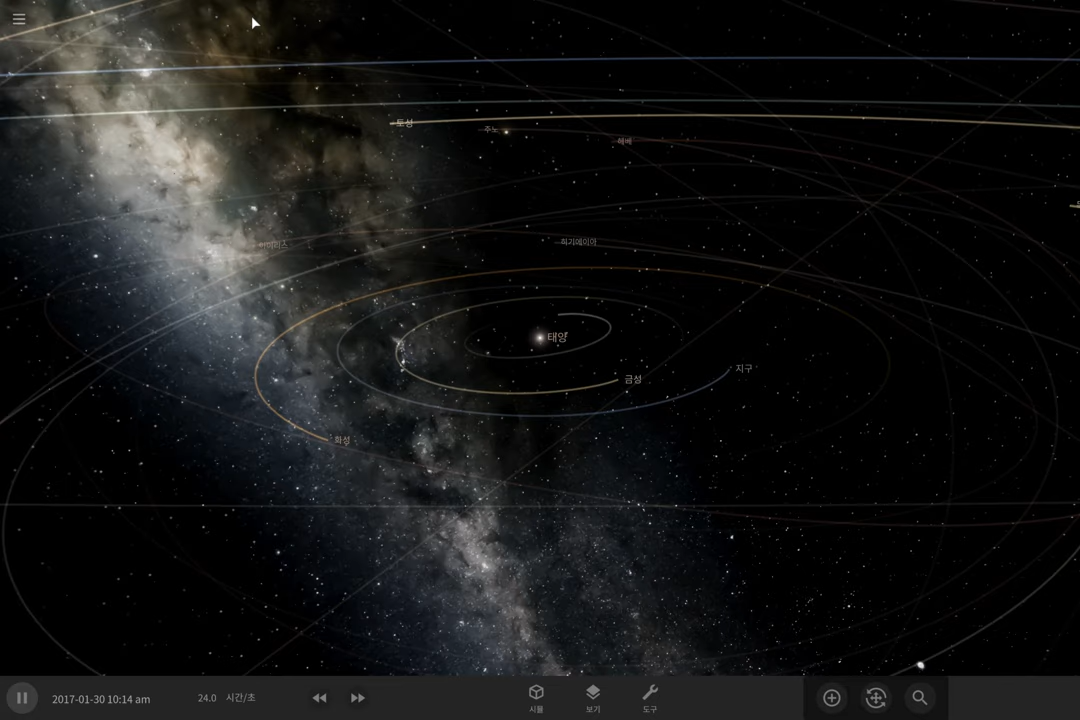 토성
주노
헤베
히기에이아
태양
지구
금성
화성
2017-01-30 10:14 am
24.0 시간/초
시뮬
보기
도구